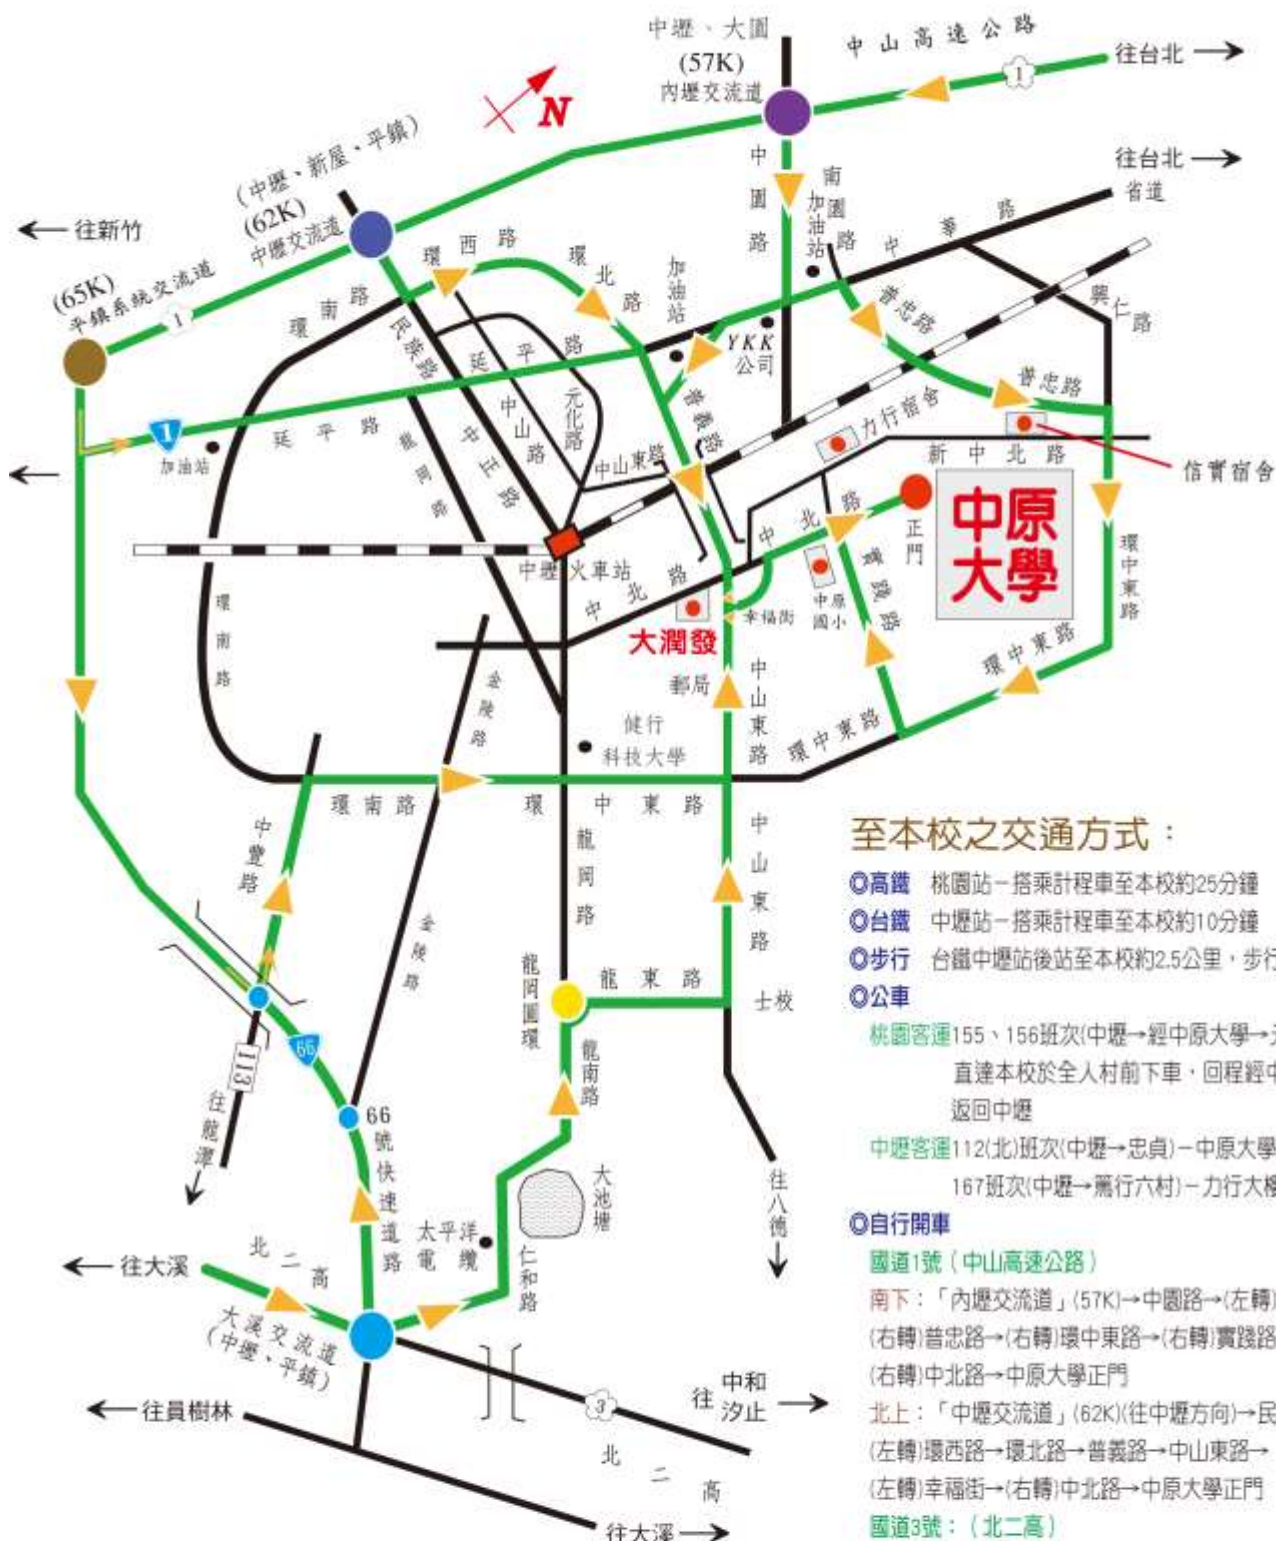 中壢、大園
(57K)
內壢交流道
中山高速公路
1
往台北
往台北
省道
N
(中壢、新屋、平鎮)
(62K)
中壢交流道
往新竹
(65K)
平鎮系統交流道
1
環西路
環北路
加油站
中園路
南園路
加油站
中華路
普忠路
興仁路
環南路
民族路
延平路
YKK
公司
普忠路
1
加油站
延平路
中正路
中山路
元化路
中山東路
普義路
力行宿舍
新中北路
信實宿舍
中原
大學
正門
中北路
環中東路
中壢火車站
中北路
大潤發
幸福街
中原
國小
實踐路
環南路
金陵路
郵局
中山東路
環中東路
健行
科技大學
環中東路
環南路
環中東路
中豐路
龍岡路
中山東路
金陵路
龍岡圓環
龍東路
士校
66
113
往龍潭
66號快速道路
龍南路
大池塘
往八德
太平洋
電纜
仁和路
往大溪
北二高
大溪交流道
(中壢、平鎮)
往員樹林
3
往
中和
汐止
北二高
往大溪
至本校之交通方式：
◎高鐵 桃園站－搭乘計程車至本校約25分鐘
◎台鐵 中壢站－搭乘計程車至本校約10分鐘
◎步行 台鐵中壢站後站至本校約2.5公里，步行
◎公車
桃園客運155、156班次(中壢→經中原大學→
直達本校於全人村前下車，回程經中
返回中壢
中壢客運112(北)班次(中壢→忠貞)－中原大學
167班次(中壢→篤行六村)－力行大樓
◎自行開車
國道1號（中山高速公路）
南下：「內壢交流道」(57K)→中園路→(左轉)
(右轉)普忠路→(右轉)環中東路→(右轉)實踐路
(右轉)中北路→中原大學正門
北上：「中壢交流道」(62K)(往中壢方向)→民
(左轉)環西路→環北路→普義路→中山東路→
(左轉)幸福街→(右轉)中北路→中原大學正門
國道3號：（北二高）